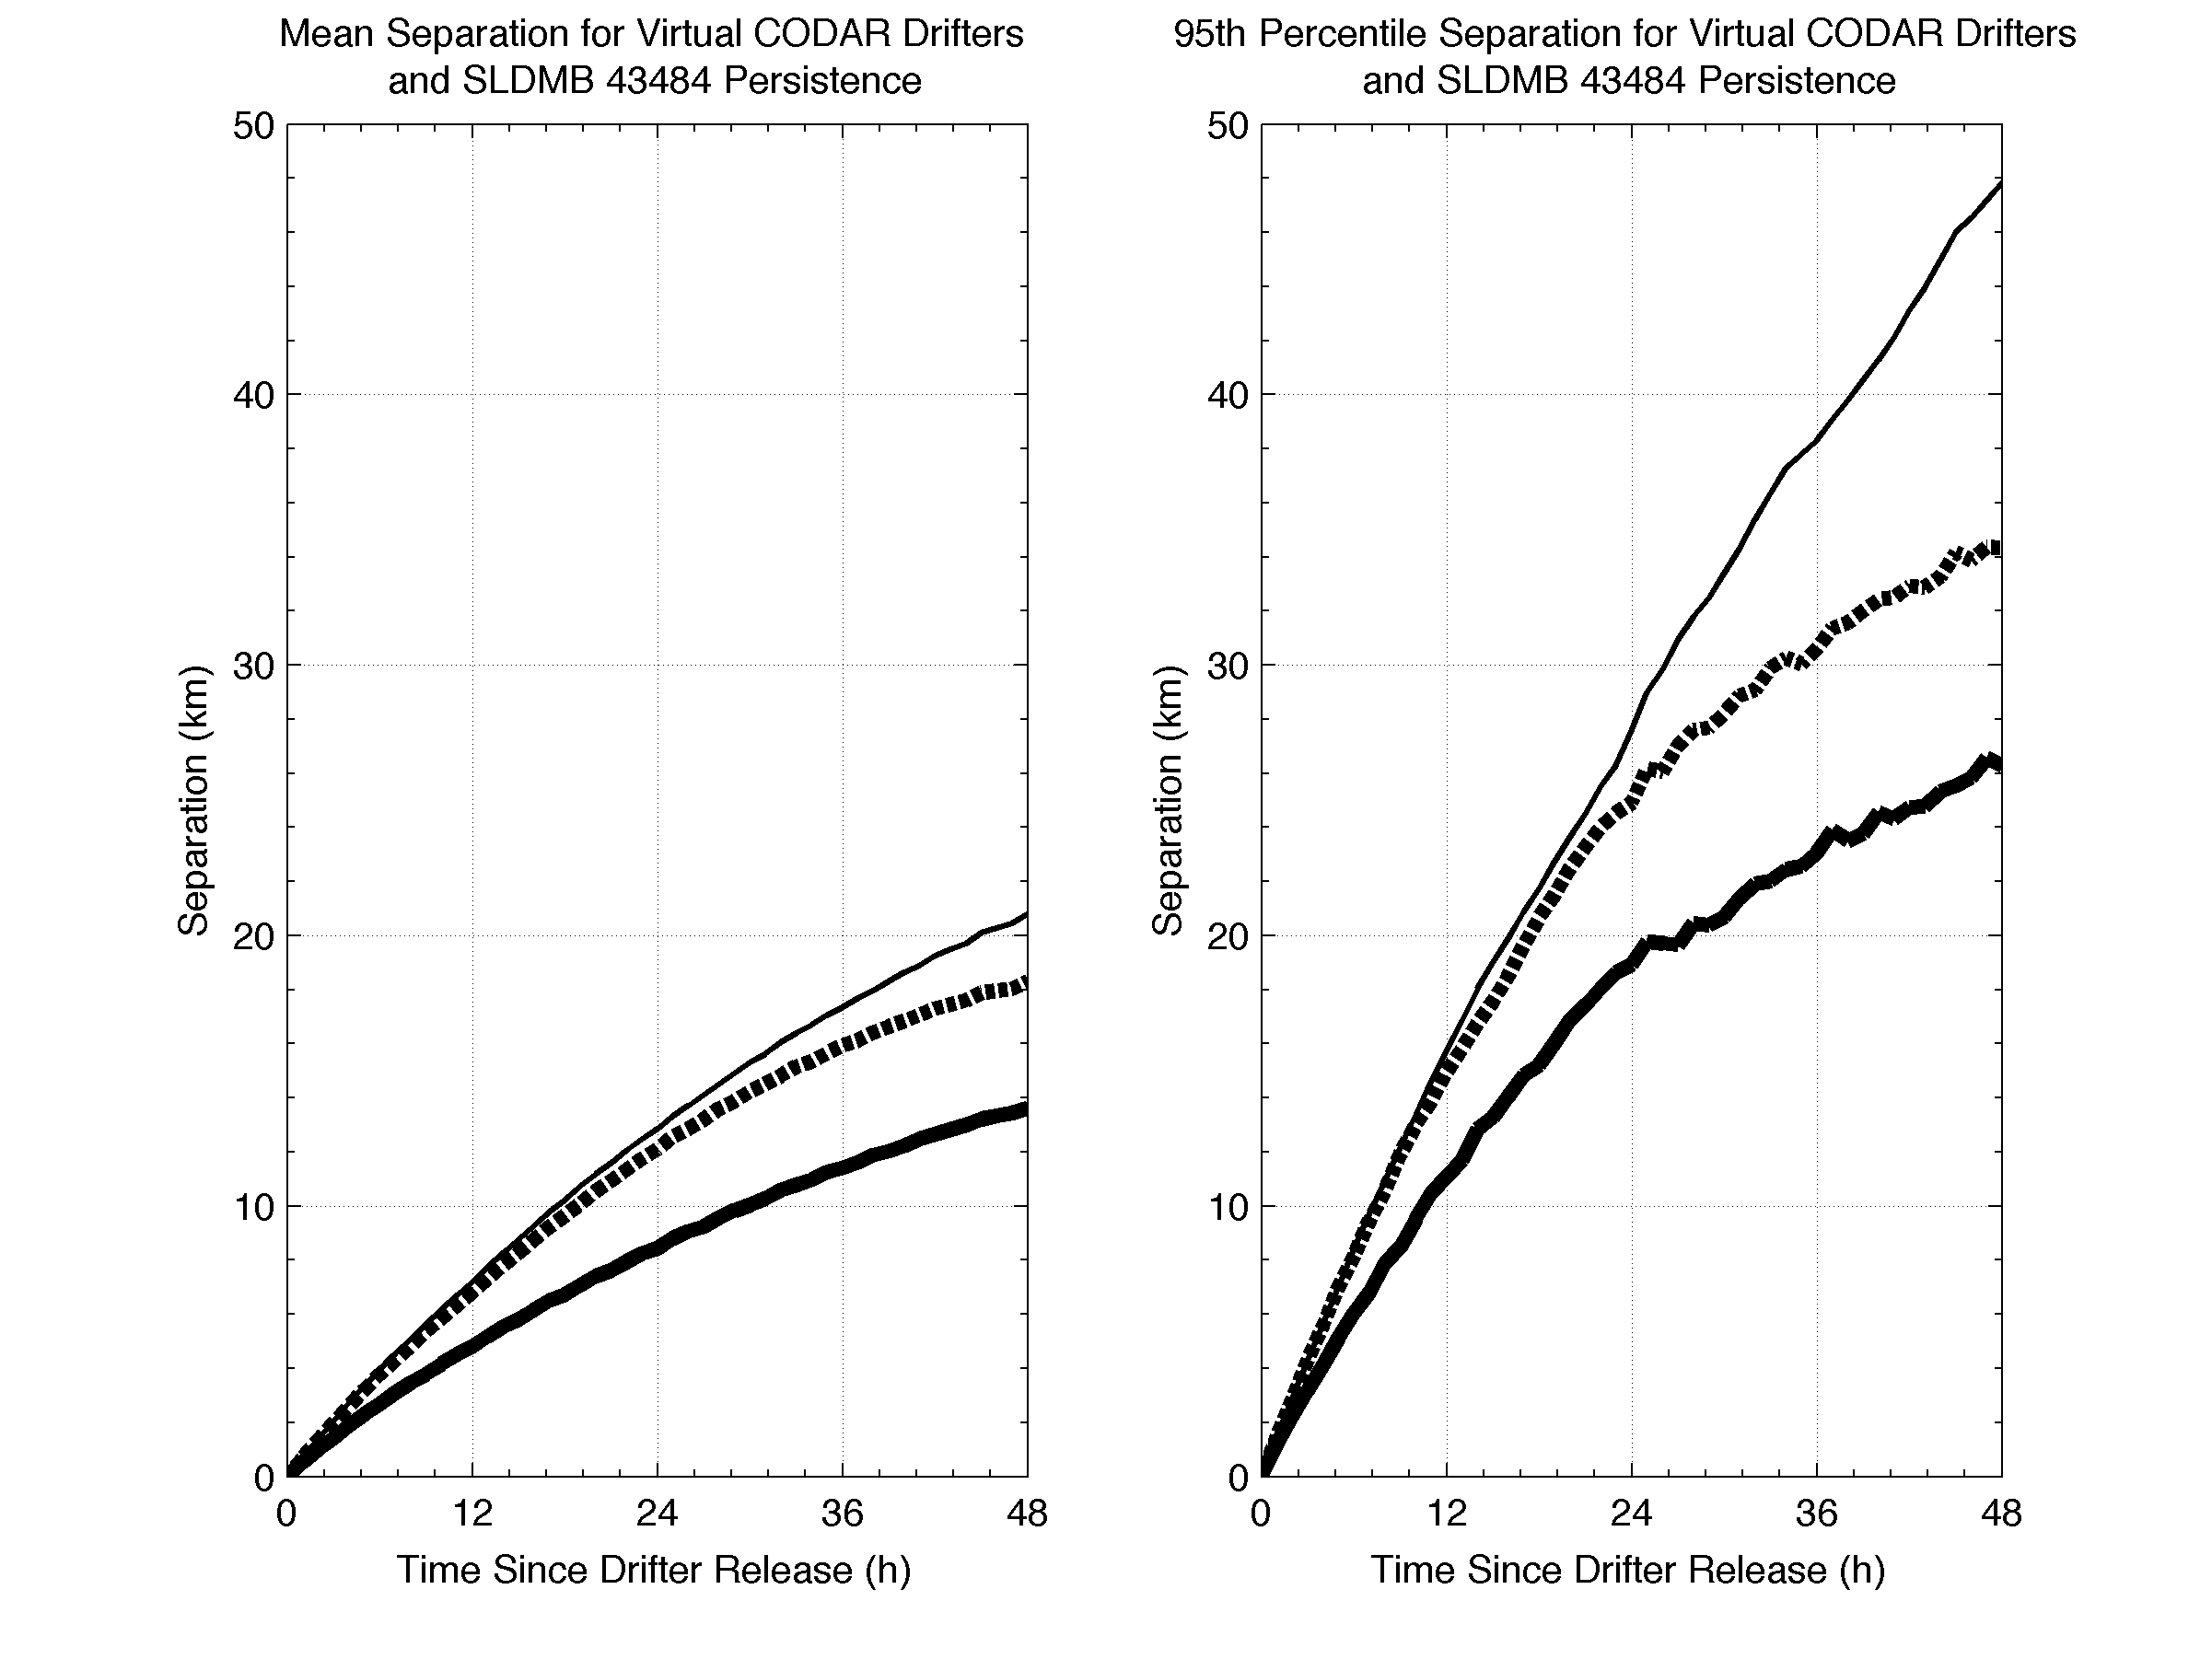 Mean Separation for Virtual CODAR Drifters
and SLDMB 43484 Persistence
50
40
30
20
10
0
Separation (km)
0 12 24 36 48
Time Since Drifter Release (h)
95th Percentile Separation for Virtual CODAR Drifters
and SLDMB 43484 Persistence
50
40
30
20
10
0
Separation (km)
0 12 24 36 48
Time Since Drifter Release (h)